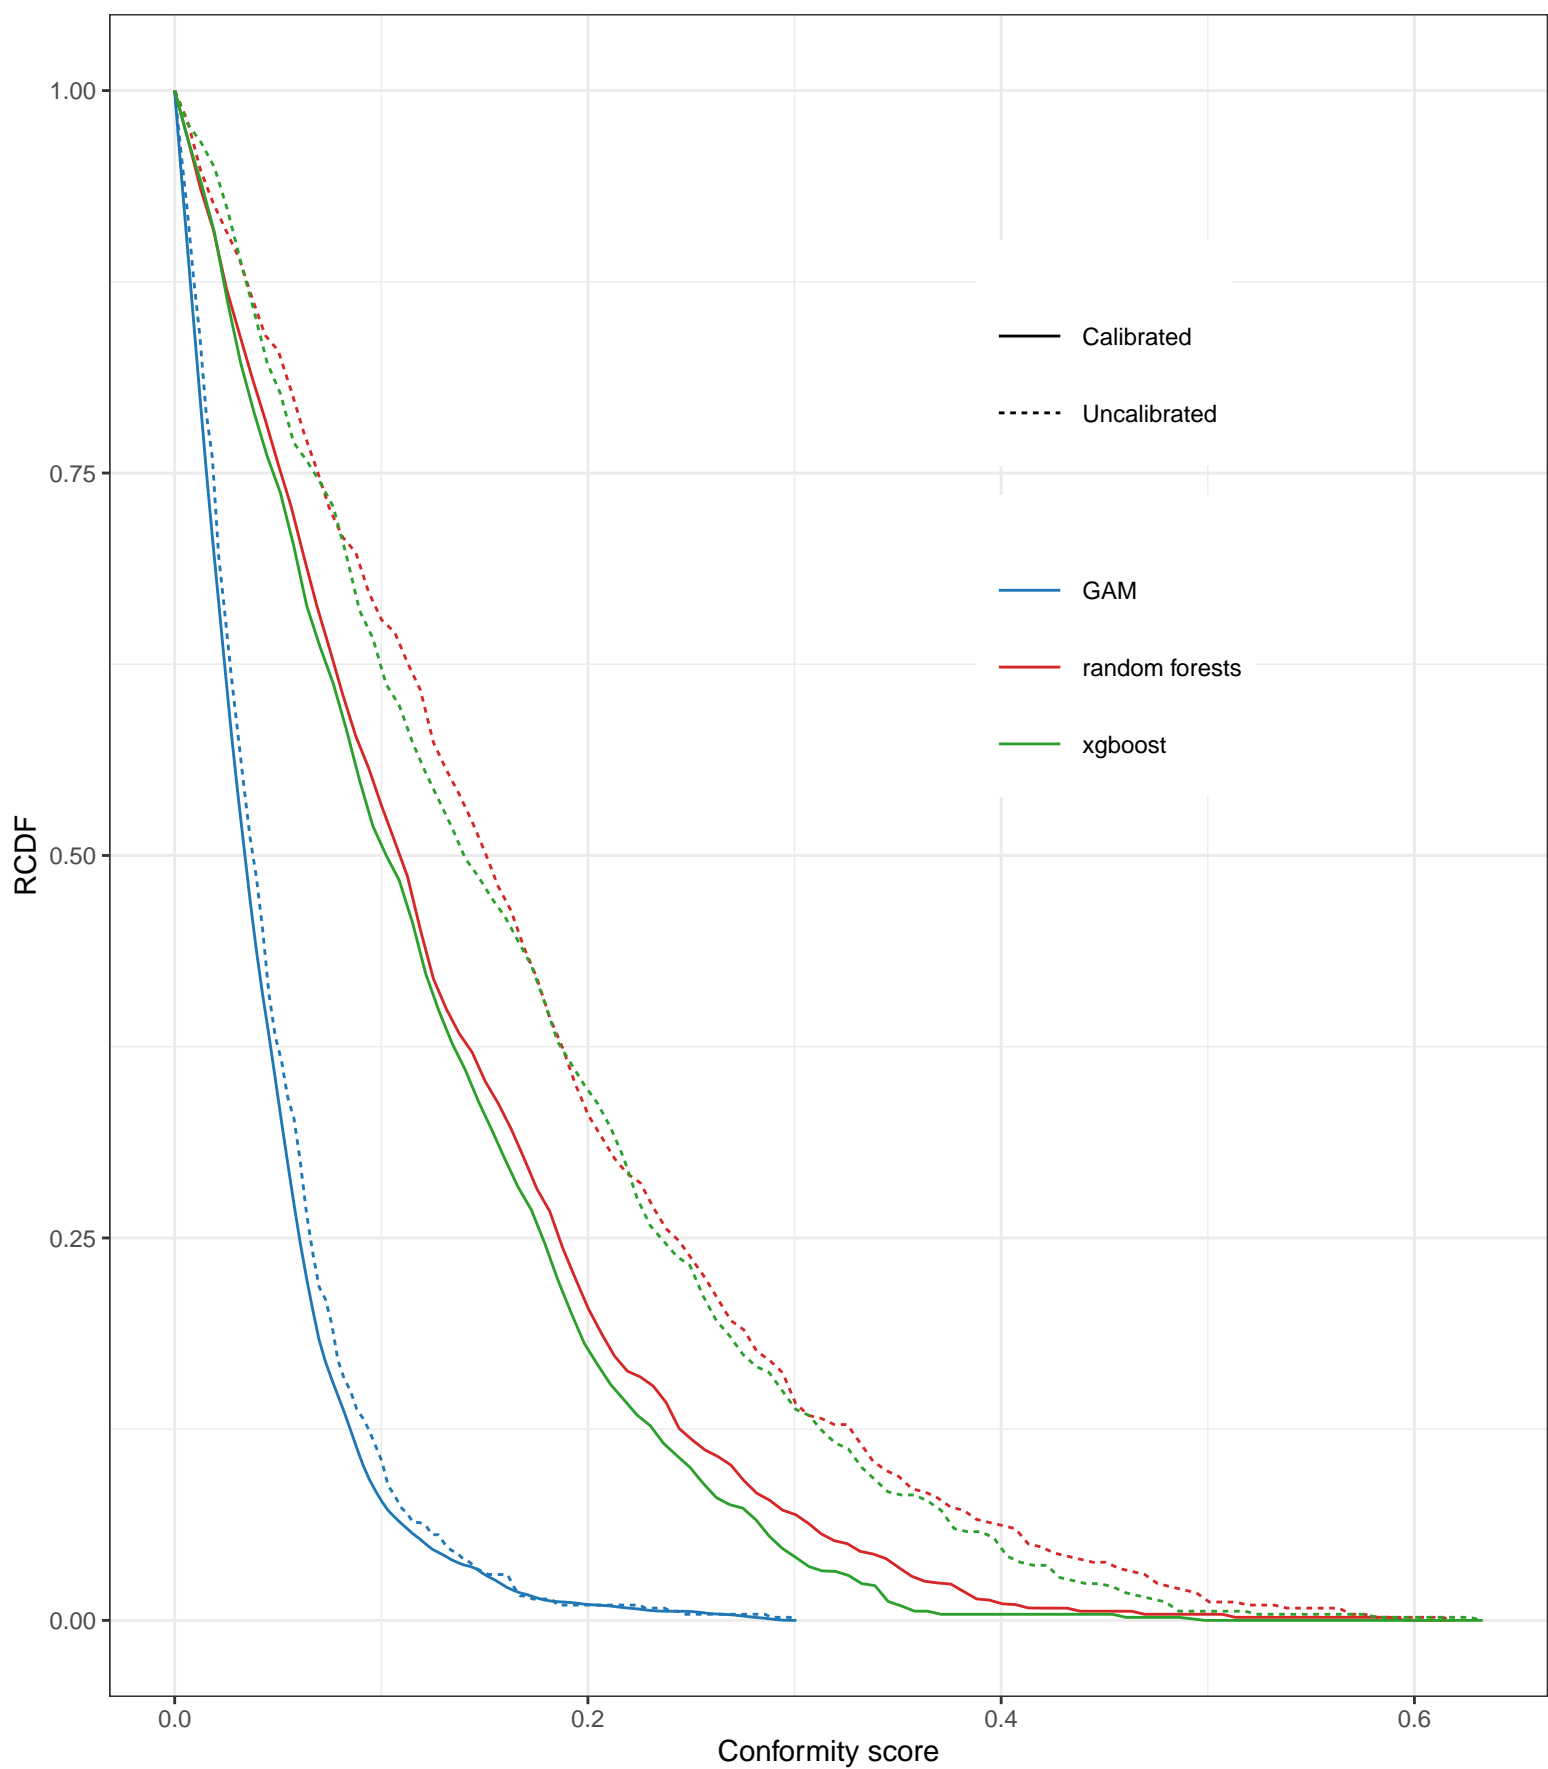 1.00
0.75
0.50
0.25
0.00
RCDF
Calibrated
Uncalibrated
GAM
random forests
xgboost
0.0 0.2 0.4 0.6
Conformity score